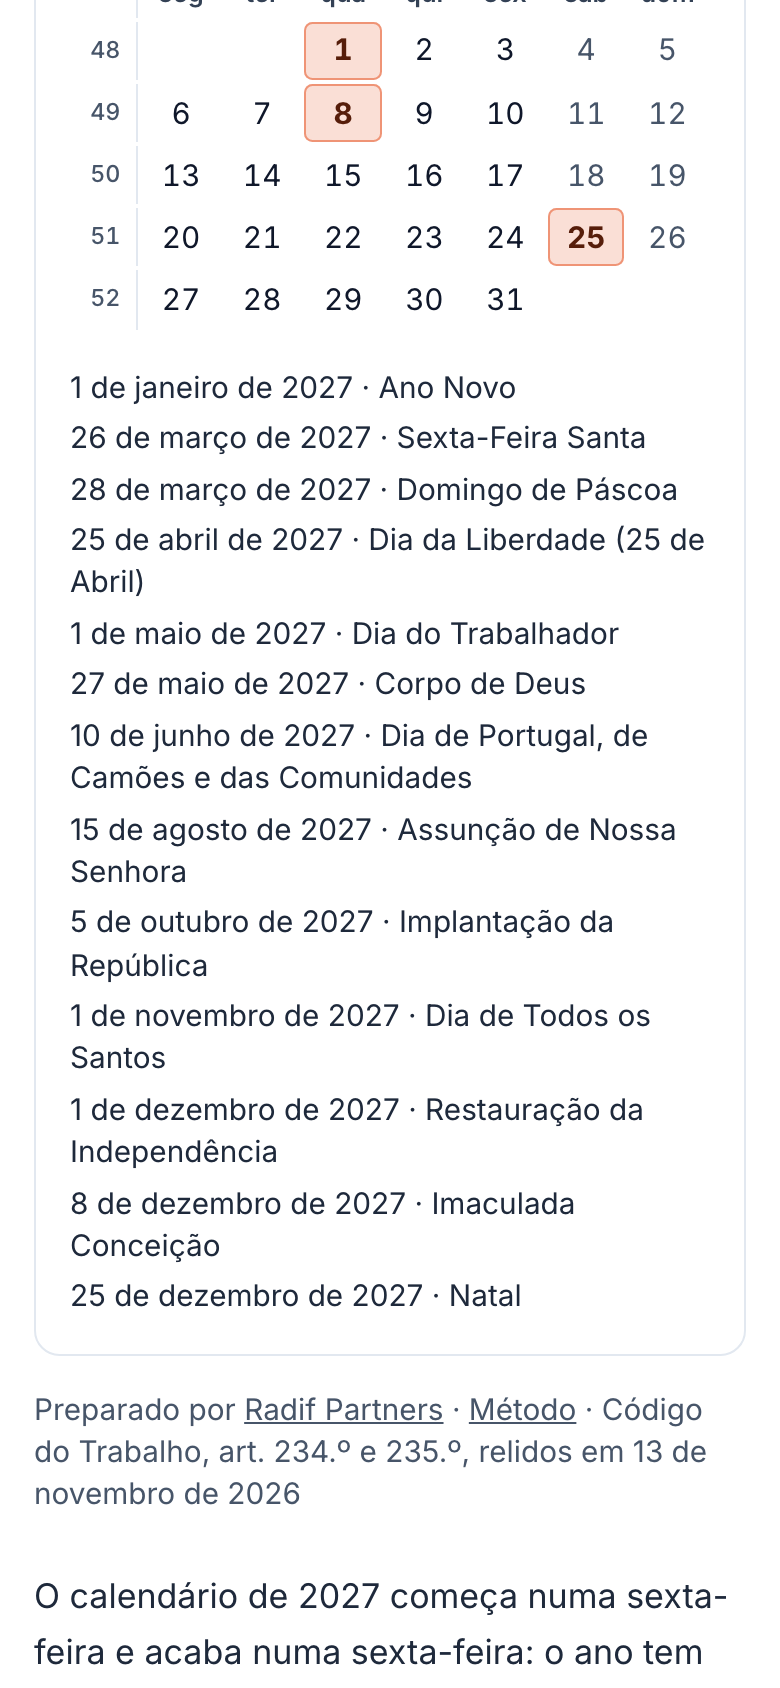 seg ter qua qui sex sáb dom
48 1 2 3 4 5
49 6 7 8 9 10 11 12
50 13 14 15 16 17 18 19
51 20 21 22 23 24 25 26
52 27 28 29 30 31
1 de janeiro de 2027 · Ano Novo
26 de março de 2027 · Sexta-Feira Santa
28 de março de 2027 · Domingo de Páscoa
25 de abril de 2027 · Dia da Liberdade (25 de
Abril)
1 de maio de 2027 · Dia do Trabalhador
27 de maio de 2027 · Corpo de Deus
10 de junho de 2027 · Dia de Portugal, de
Camões e das Comunidades
15 de agosto de 2027 · Assunção de Nossa
Senhora
5 de outubro de 2027 · Implantação da
República
1 de novembro de 2027 · Dia de Todos os
Santos
1 de dezembro de 2027 · Restauração da
Independência
8 de dezembro de 2027 · Imaculada
Conceição
25 de dezembro de 2027 · Natal
Preparado por Radif Partners · Método · Código
do Trabalho, art. 234.º e 235.º, relidos em 13 de
novembro de 2026
O calendário de 2027 começa numa sexta-
feira e acaba numa sexta-feira: o ano tem